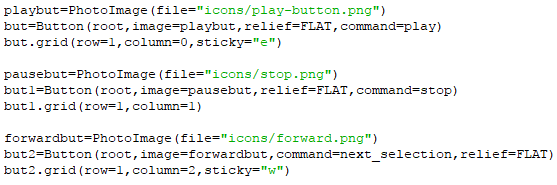 playbut=PhotoImage(file="icons/play-button.png")
but=Button(root,image=playbut,relief=FLAT,command=play)
but.grid(row=1,column=0,sticky="e")
pausebut=PhotoImage(file="icons/stop.png")
but1=Button(root,image=pausebut,relief=FLAT,command=stop)
but1.grid(row=1,column=1)
forwardbut=PhotoImage(file="icons/forward.png")
but2=Button(root,image=forwardbut,command=next_selection,relief=FLAT)
but2.grid(row=1,column=2,sticky="w")